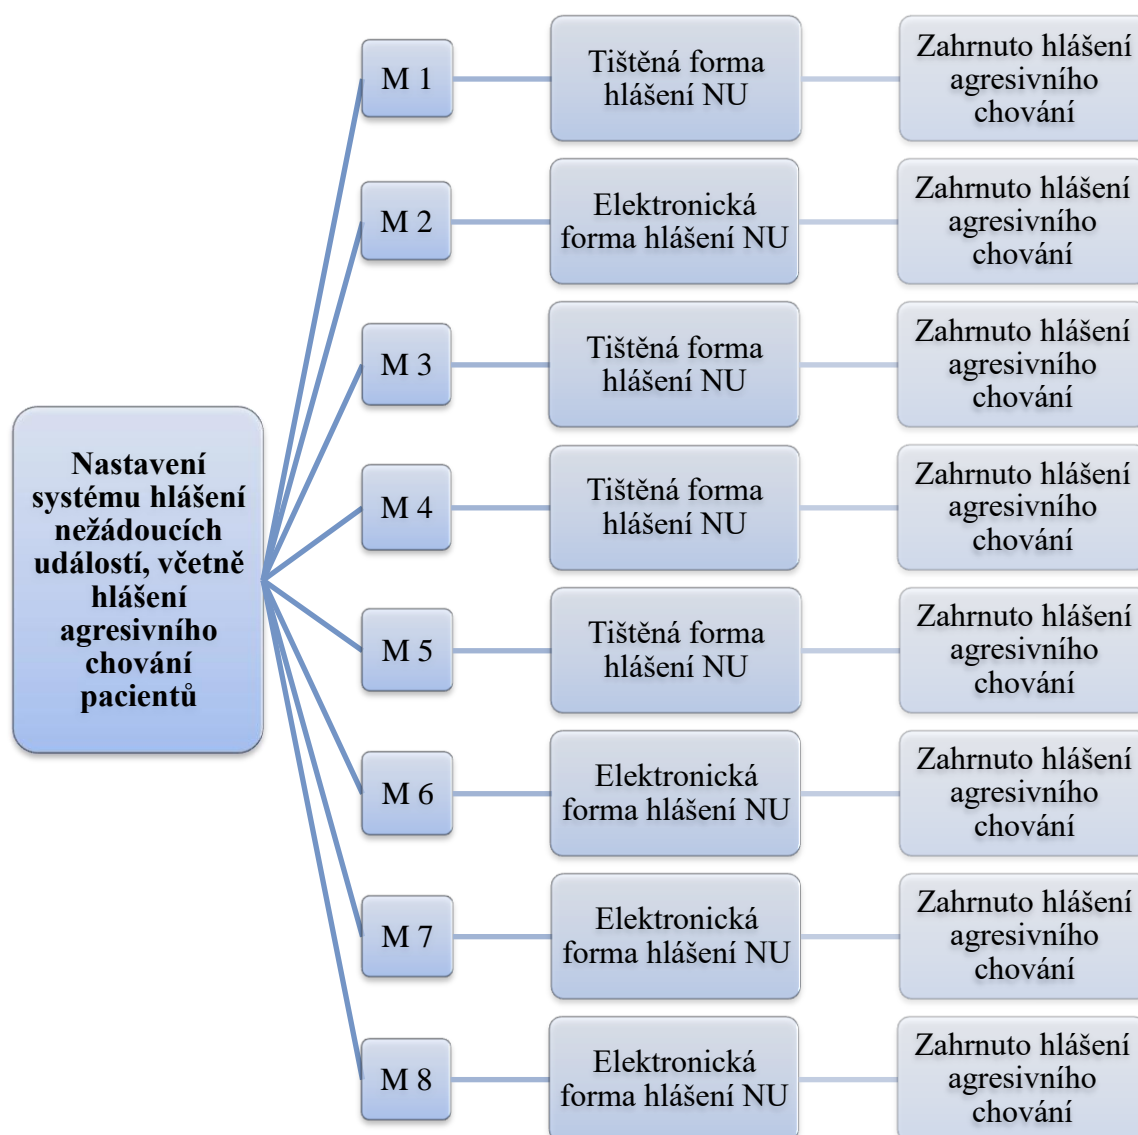 Nastavení
systému hlášení
nežádoucích
událostí, včetně
hlášení
agresivního
chování
pacientů
M 1
Tištěná forma
hlášení NU
Zahrnuto hlášení
agresivního
chování
M 2
Elektronická
forma hlášení NU
Zahrnuto hlášení
agresivního
chování
M 3
Tištěná forma
hlášení NU
Zahrnuto hlášení
agresivního
chování
M 4
Tištěná forma
hlášení NU
Zahrnuto hlášení
agresivního
chování
M 5
Tištěná forma
hlášení NU
Zahrnuto hlášení
agresivního
chování
M 6
Elektronická
forma hlášení NU
Zahrnuto hlášení
agresivního
chování
M 7
Elektronická
forma hlášení NU
Zahrnuto hlášení
agresivního
chování
M 8
Elektronická
forma hlášení NU
Zahrnuto hlášení
agresivního
chování